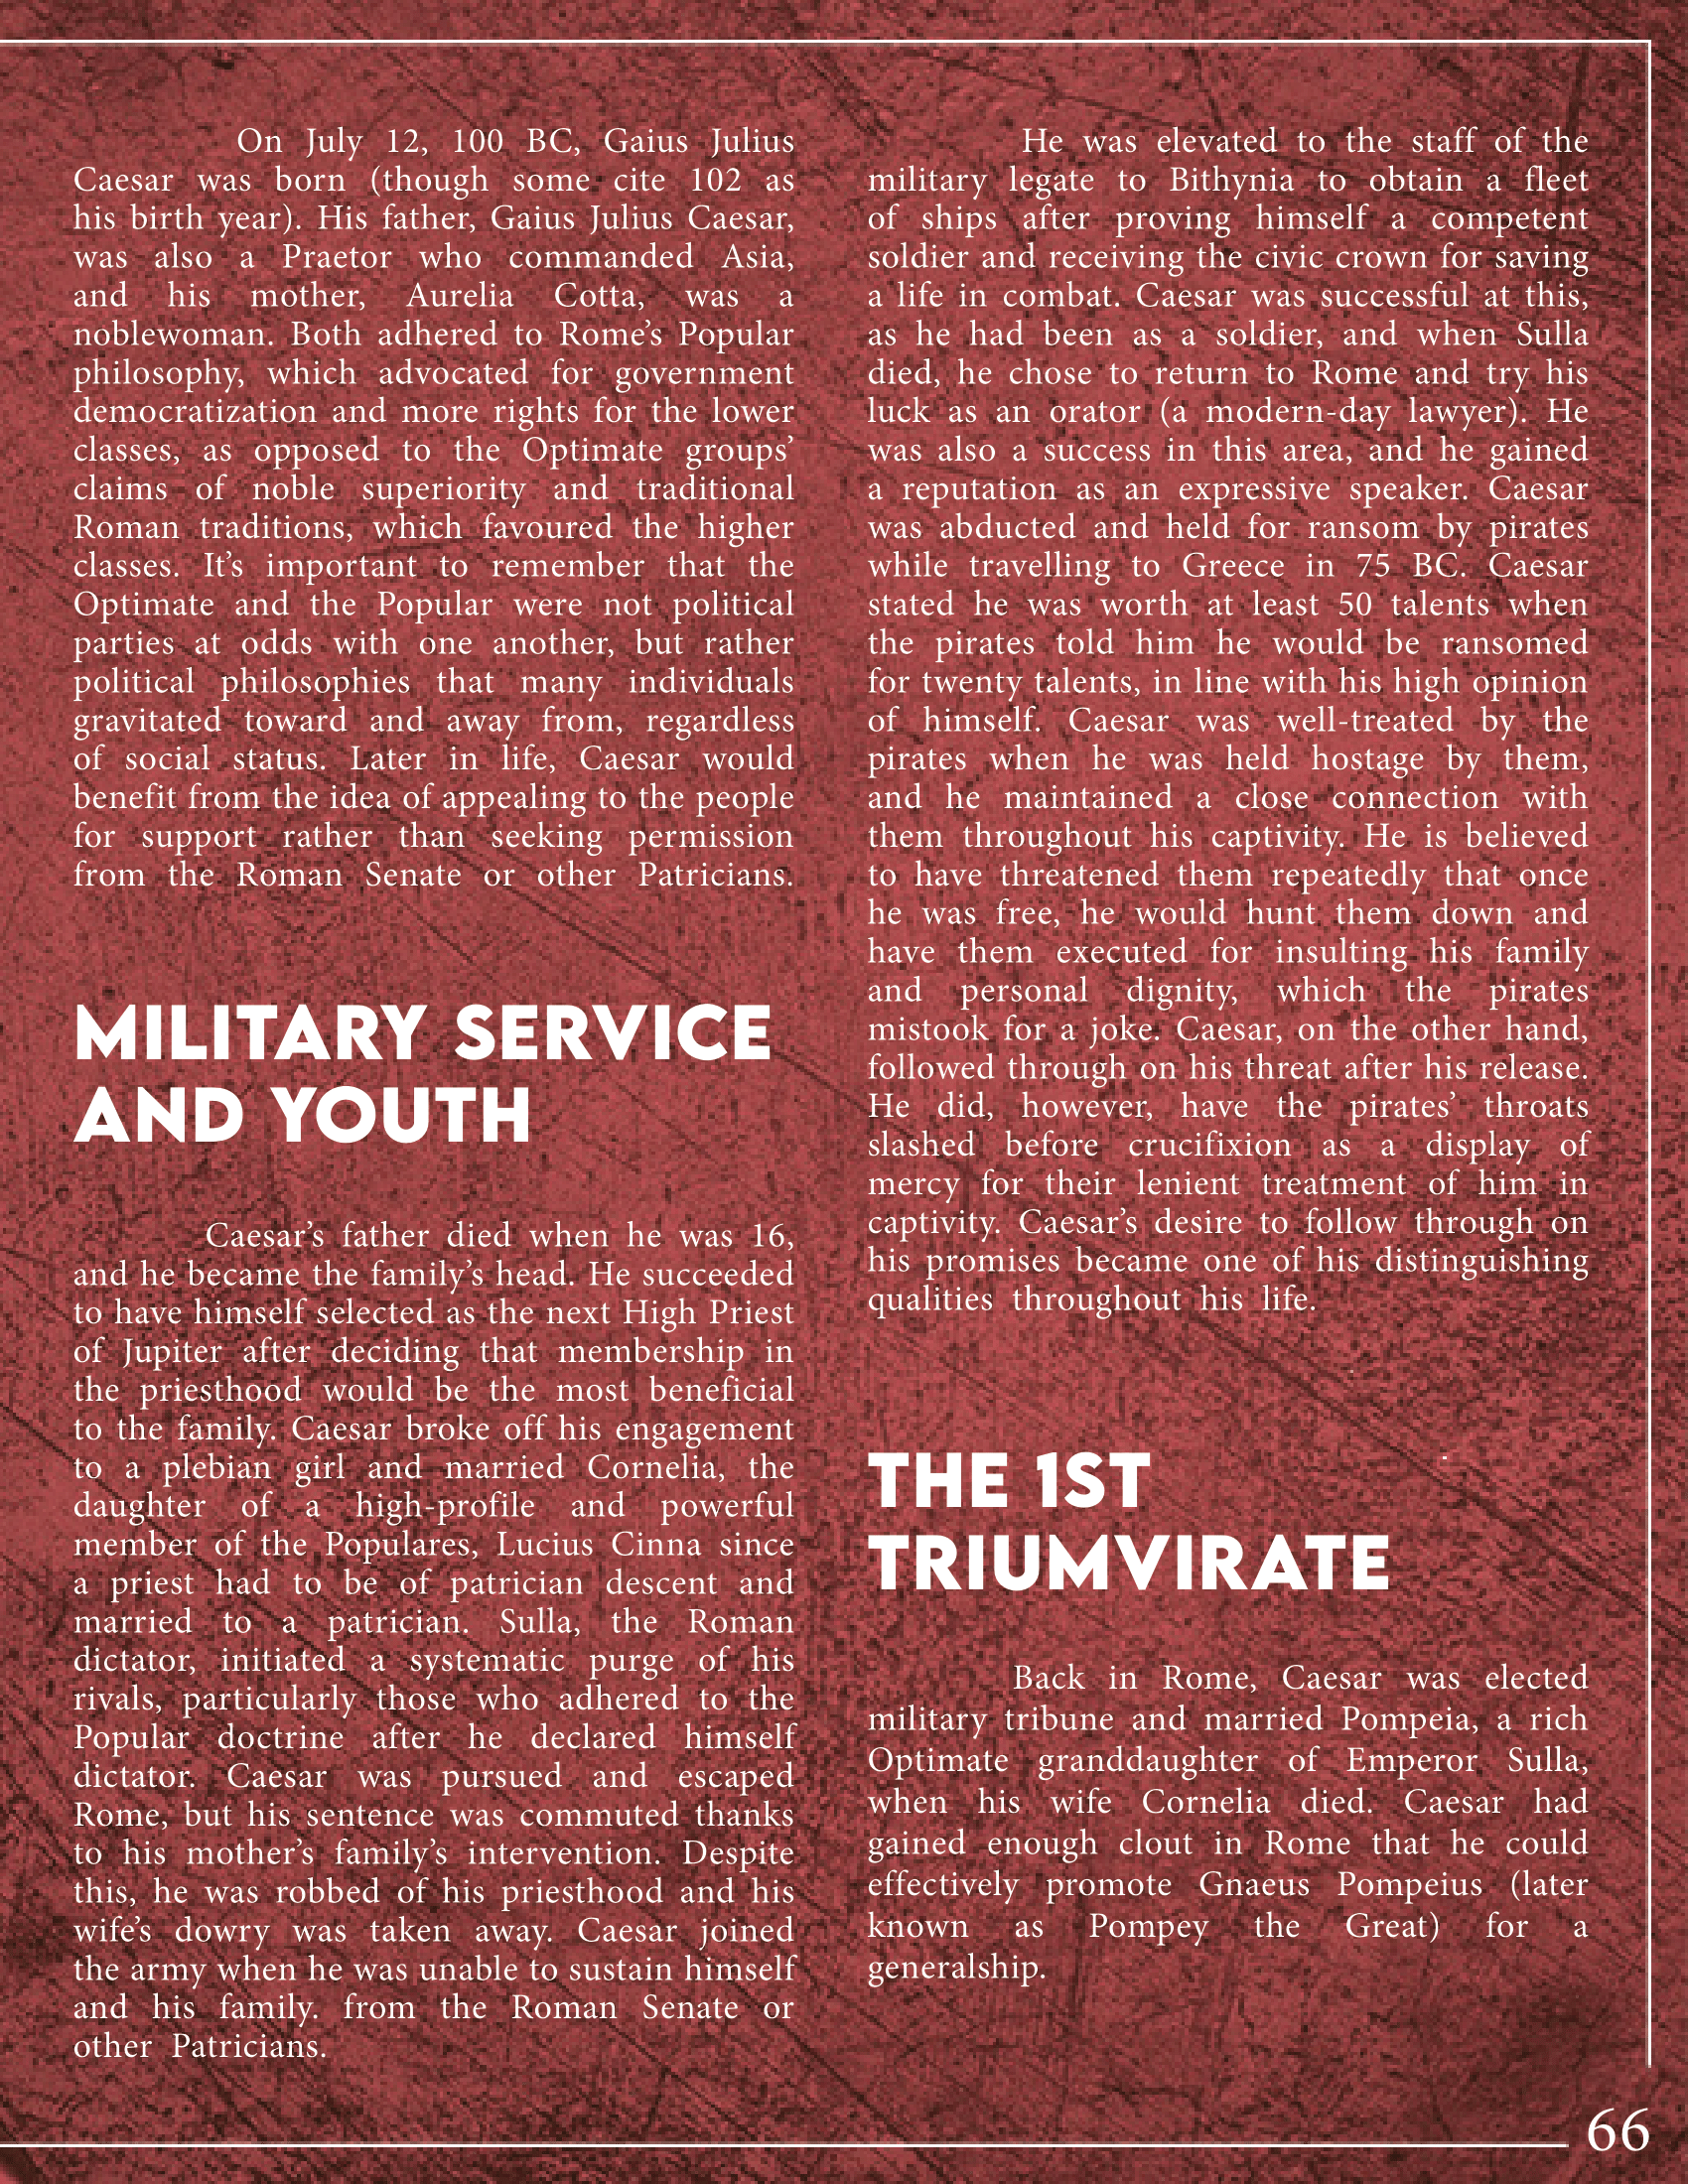 On July 12, 100 BC, Gaius Julius
Caesar was born (though some cite 102 as
his birth year). His father, Gaius Julius Caesar,
was also a Praetor who commanded Asia,
and his mother, Aurelia Cotta, was a
noblewoman. Both adhered to Rome’s Popular
philosophy, which advocated for government
democratization and more rights for the lower
classes, as opposed to the Optimate groups’
claims of noble superiority and traditional
Roman traditions, which favoured the higher
classes. It’s important to remember that the
Optimate and the Popular were not political
parties at odds with one another, but rather
political philosophies that many individuals
gravitated toward and away from, regardless
of social status. Later in life, Caesar would
benefit from the idea of appealing to the people
for support rather than seeking permission
from the Roman Senate or other Patricians.
MILITARY SERVICE
AND YOUTH
Caesar’s father died when he was 16,
and he became the family’s head. He succeeded
to have himself selected as the next High Priest
of Jupiter after deciding that membership in
the priesthood would be the most beneficial
to the family. Caesar broke off his engagement
to a plebian girl and married Cornelia, the
daughter of a high-profile and powerful
member of the Populares, Lucius Cinna since
a priest had to be of patrician descent and
married to a patrician. Sulla, the Roman
dictator, initiated a systematic purge of his
rivals, particularly those who adhered to the
Popular doctrine after he declared himself
dictator. Caesar was pursued and escaped
Rome, but his sentence was commuted thanks
to his mother’s family’s intervention. Despite
this, he was robbed of his priesthood and his
wife’s dowry was taken away. Caesar joined
the army when he was unable to sustain himself
and his family. from the Roman Senate or
other Patricians.
He was elevated to the staff of the
military legate to Bithynia to obtain a fleet
of ships after proving himself a competent
soldier and receiving the civic crown for saving
a life in combat. Caesar was successful at this,
as he had been as a soldier, and when Sulla
died, he chose to return to Rome and try his
luck as an orator (a modern-day lawyer). He
was also a success in this area, and he gained
a reputation as an expressive speaker. Caesar
was abducted and held for ransom by pirates
while travelling to Greece in 75 BC. Caesar
stated he was worth at least 50 talents when
the pirates told him he would be ransomed
for twenty talents, in line with his high opinion
of himself. Caesar was well-treated by the
pirates when he was held hostage by them,
and he maintained a close connection with
them throughout his captivity. He is believed
to have threatened them repeatedly that once
he was free, he would hunt them down and
have them executed for insulting his family
and personal dignity, which the pirates
mistook for a joke. Caesar, on the other hand,
followed through on his threat after his release.
He did, however, have the pirates’ throats
slashed before crucifixion as a display of
mercy for their lenient treatment of him in
captivity. Caesar’s desire to follow through on
his promises became one of his distinguishing
qualities throughout his life.
THE 1ST
TRIUMVIRATE
Back in Rome, Caesar was elected
military tribune and married Pompeia, a rich
Optimate granddaughter of Emperor Sulla,
when his wife Cornelia died. Caesar had
gained enough clout in Rome that he could
effectively promote Gnaeus Pompeius (later
known as Pompey the Great) for a
generalship.
66